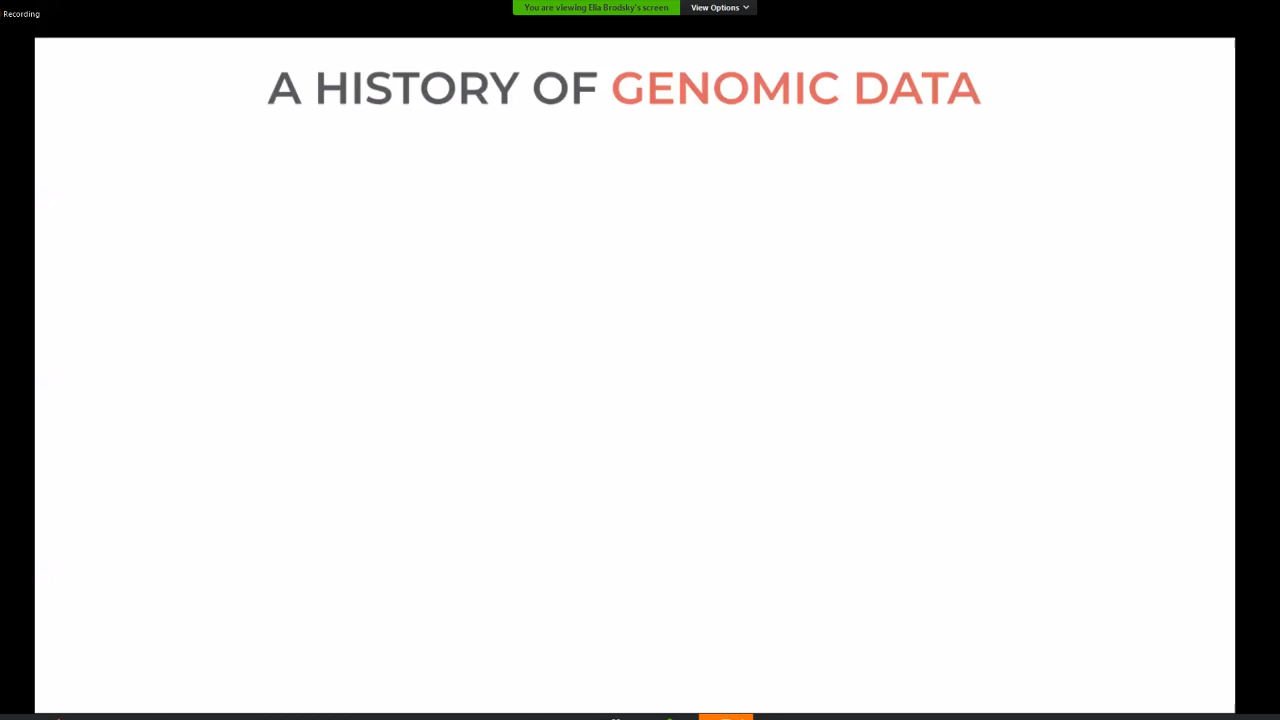 Recording
You are viewing Elia Brodsky's screen
View Options
A HISTORY OF GENOMIC DATA